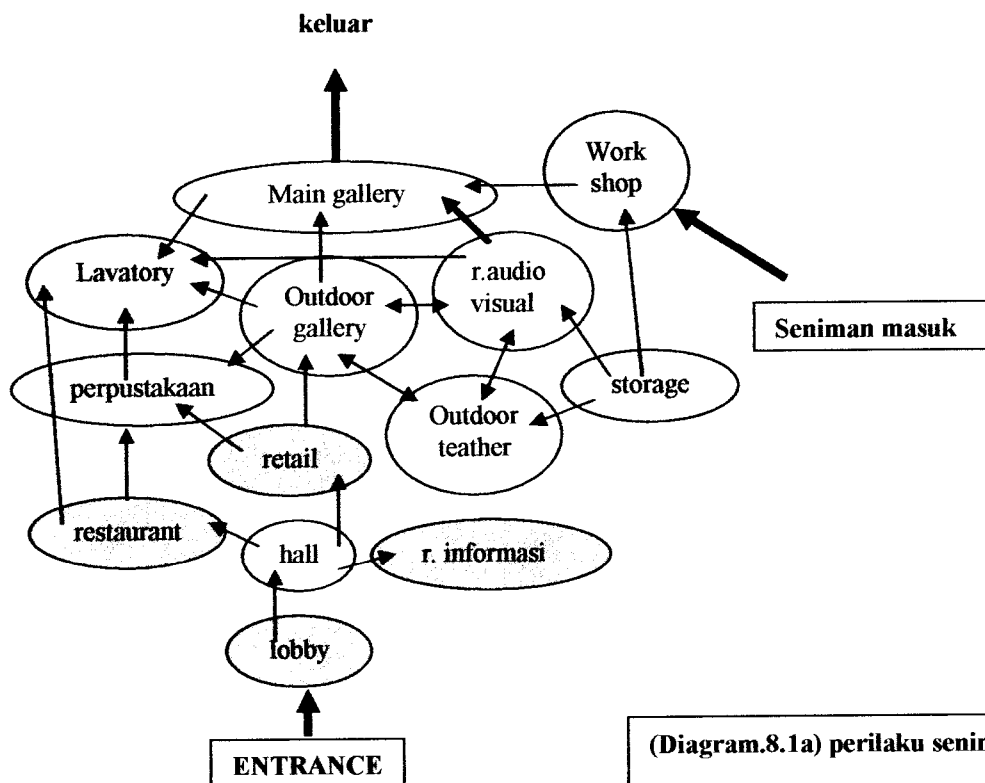 keluar
Work
shop
Main gallery
Lavatory
r.audio
visual
Outdoor
gallery
Seniman masuk
perpustakaan
storage
Outdoor
teather
retail
restaurant
hall
r. informasi
lobby
ENTRANCE
(Diagram.8.1a) perilaku